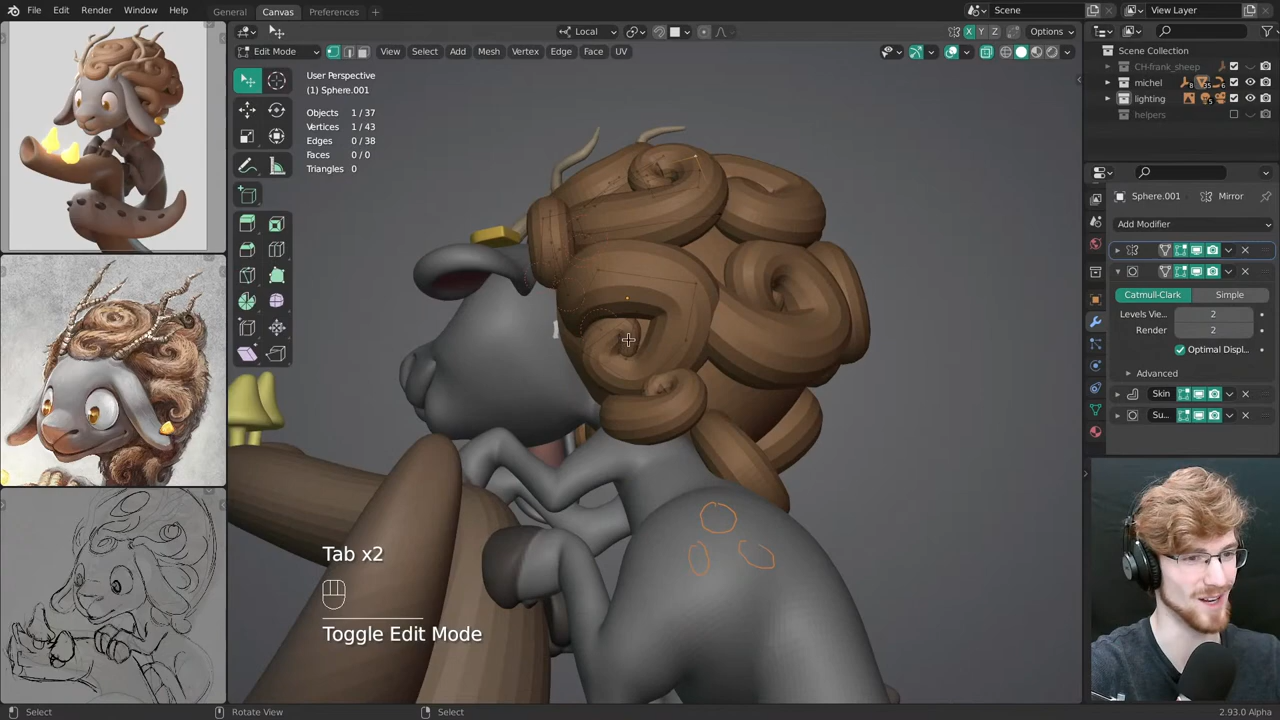 File Edit Render Window Help
General Canvas Preferences +
Scene
View Layer
Local
X Y Z
Options
Edit Mode
View Select Add Mesh Vertex Edge Face UV
User Perspective
(1) Sphere.001
Objects 1 / 37
Vertices 1 / 43
Edges 0 / 38
Faces 0 / 0
Triangles 0
Scene Collection
CH-frank_sheep
michel
lighting
helpers
Sphere.001 Mirror
Add Modifier
Catmull-Clark Simple
Levels Vie... 2
Render 2
Optimal Displ...
Advanced
Skin
Su...
Tab x2
Toggle Edit Mode
Select
Rotate View
Select
2.93.0 Alpha